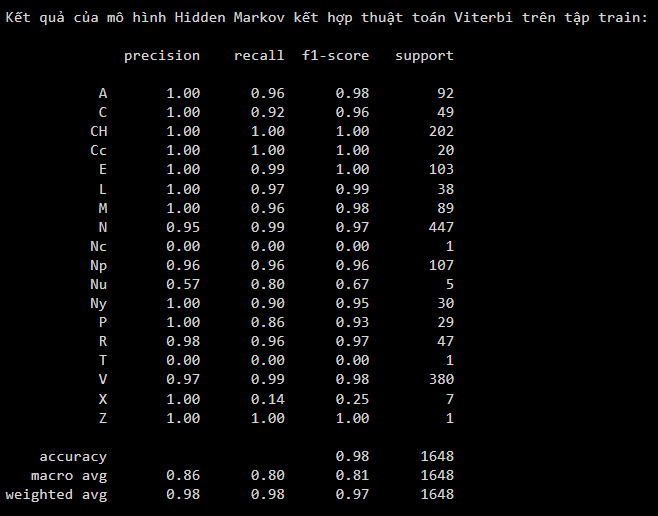 Kết quả của mô hình Hidden Markov kết hợp thuật toán Viterbi trên tập train:
precision recall f1-score support
A 1.00 0.96 0.98 92
C 1.00 0.92 0.96 49
CH 1.00 1.00 1.00 202
Cc 1.00 1.00 1.00 20
E 1.00 0.99 1.00 103
L 1.00 0.97 0.99 38
M 1.00 0.96 0.98 89
N 0.95 0.99 0.97 447
Nc 0.00 0.00 0.00 1
Np 0.96 0.96 0.96 107
Nu 0.57 0.80 0.67 5
Ny 1.00 0.90 0.95 30
P 1.00 0.86 0.93 29
R 0.98 0.96 0.97 47
T 0.00 0.00 0.00 1
V 0.97 0.99 0.98 380
X 1.00 0.14 0.25 7
Z 1.00 1.00 1.00 1
accuracy 0.98 1648
macro avg 0.86 0.80 0.81 1648
weighted avg 0.98 0.98 0.97 1648